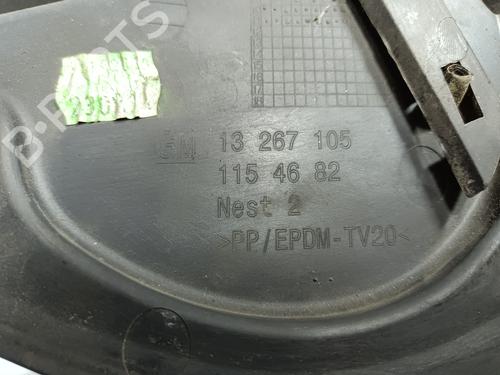 B-PARTS
GM 13 267 105
115 46 82
Nest 2
>PP/EPDM-TV20<